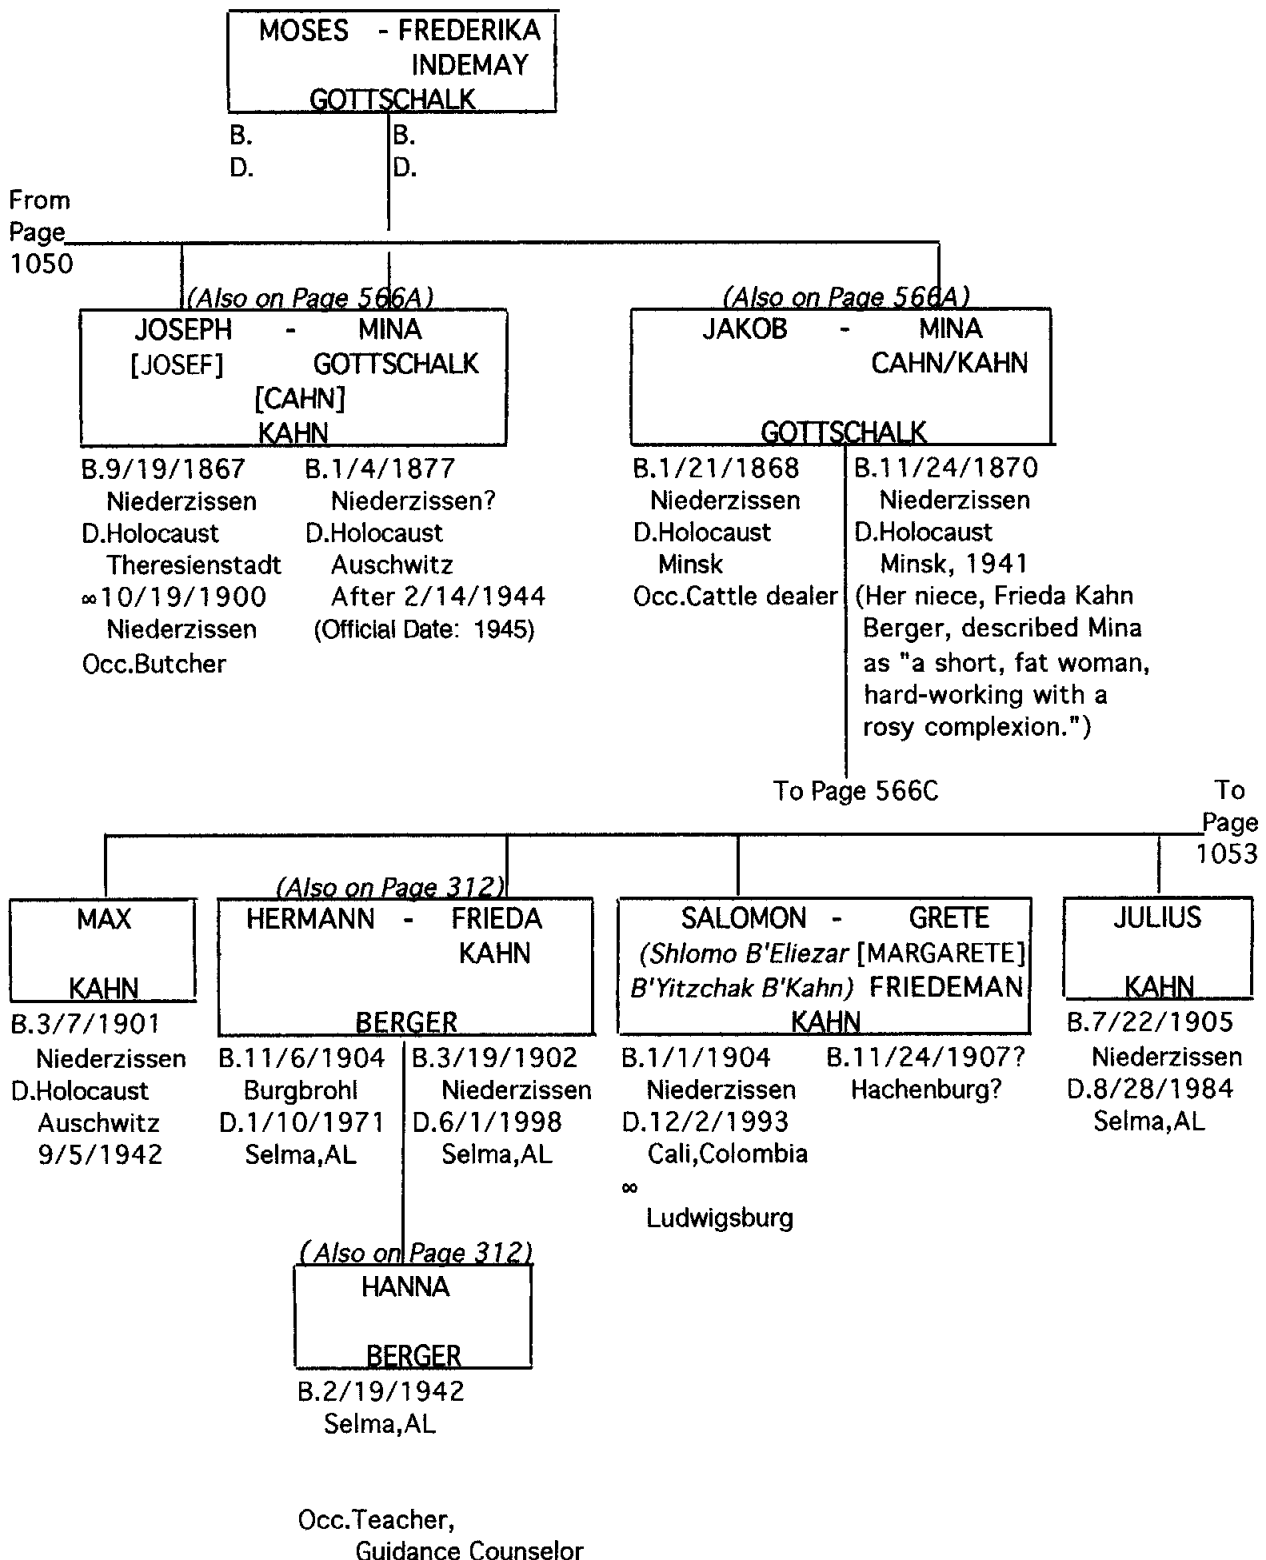 MOSES - FREDERIKA
INDEMAY
GOTTSCHALK
B.
D.
B.
D.
From
Page
1050
(Also on Page 566A)
JOSEPH - MINA
[JOSEF] GOTTSCHALK
[CAHN]
KAHN
B.9/19/1867
Niederzissen
D.Holocaust
Theresienstadt
∞10/19/1900
Niederzissen
Occ.Butcher
B.1/4/1877
Niederzissen?
D.Holocaust
Auschwitz
After 2/14/1944
(Official Date: 1945)
(Also on Page 566A)
JAKOB - MINA
CAHN/KAHN
GOTTSCHALK
B.1/21/1868
Niederzissen
D.Holocaust
Minsk
Occ.Cattle dealer
B.11/24/1870
Niederzissen
D.Holocaust
Minsk, 1941
(Her niece, Frieda Kahn
Berger, described Mina
as "a short, fat woman,
hard-working with a
rosy complexion.")
To Page 566C
To
Page
1053
MAX
KAHN
B.3/7/1901
Niederzissen
D.Holocaust
Auschwitz
9/5/1942
(Also on Page 312)
HERMANN - FRIEDA
KAHN
BERGER
B.11/6/1904
Burgbrohl
D.1/10/1971
Selma,AL
B.3/19/1902
Niederzissen
D.6/1/1998
Selma,AL
SALOMON - GRETE
(Shlomo B'Eliezar [MARGARETE]
B'Yitzchak B'Kahn) FRIEDEMAN
KAHN
B.1/1/1904
Niederzissen
D.12/2/1993
Cali,Colombia
∞
Ludwigsburg
B.11/24/1907?
Hachenburg?
JULIUS
KAHN
B.7/22/1905
Niederzissen
D.8/28/1984
Selma,AL
(Also on Page 312)
HANNA
BERGER
B.2/19/1942
Selma,AL
Occ.Teacher,
Guidance Counselor